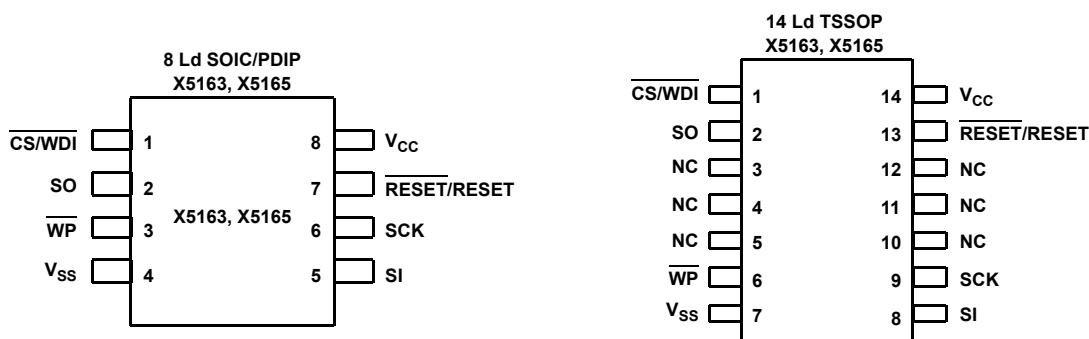 8 Ld SOIC/PDIP
X5163, X5165
CS/WDI 1 8 VCC
SO 2 7 RESET/RESET
X5163, X5165
WP 3 6 SCK
VSS 4 5 SI
14 Ld TSSOP
X5163, X5165
CS/WDI 1 14 VCC
SO 2 13 RESET/RESET
NC 3 12 NC
NC 4 11 NC
NC 5 10 NC
WP 6 9 SCK
VSS 7 8 SI